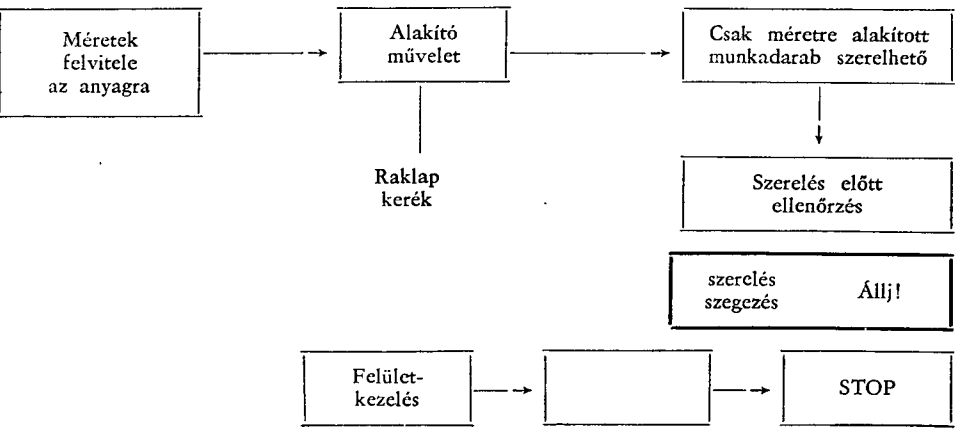 Méretek
felvitele
az anyagra
Alakító
művelet
Csak méretre alakított
munkadarab szerelhető
Raklap
kerék
Szerelés előtt
ellenőrzés
szerelés
szegezés
Állj!
Felület-
kezelés
STOP